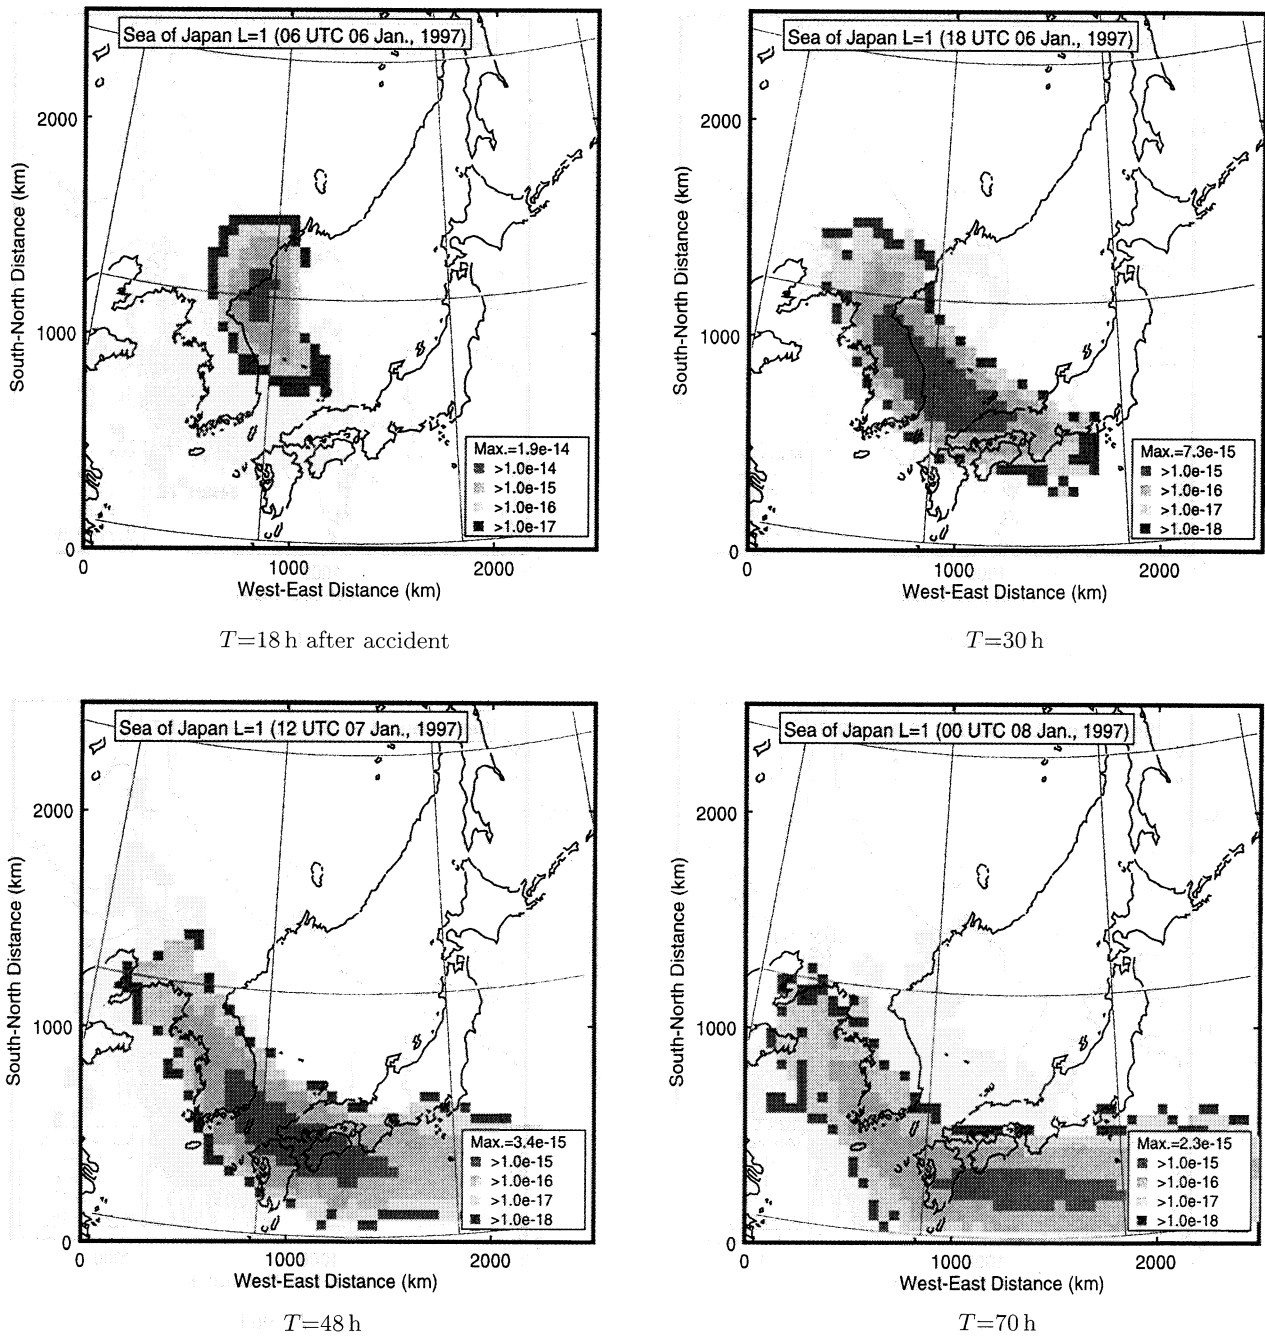 Sea of Japan L=1 (06 UTC 06 Jan., 1997)
South-North Distance (km)
2000
1000
0
Max.=1.9e-14
>1.0e-14
>1.0e-15
>1.0e-16
>1.0e-17
0 1000 2000
West-East Distance (km)
T=18 h after accident
Sea of Japan L=1 (18 UTC 06 Jan., 1997)
South-North Distance (km)
2000
1000
0
Max.=7.3e-15
>1.0e-15
>1.0e-16
>1.0e-17
>1.0e-18
0 1000 2000
West-East Distance (km)
T=30 h
Sea of Japan L=1 (12 UTC 07 Jan., 1997)
South-North Distance (km)
2000
1000
0
Max.=3.4e-15
>1.0e-15
>1.0e-16
>1.0e-17
>1.0e-18
0 1000 2000
West-East Distance (km)
T=48 h
Sea of Japan L=1 (00 UTC 08 Jan., 1997)
South-North Distance (km)
2000
1000
0
Max.=2.3e-15
>1.0e-15
>1.0e-16
>1.0e-17
>1.0e-18
0 1000 2000
West-East Distance (km)
T=70 h